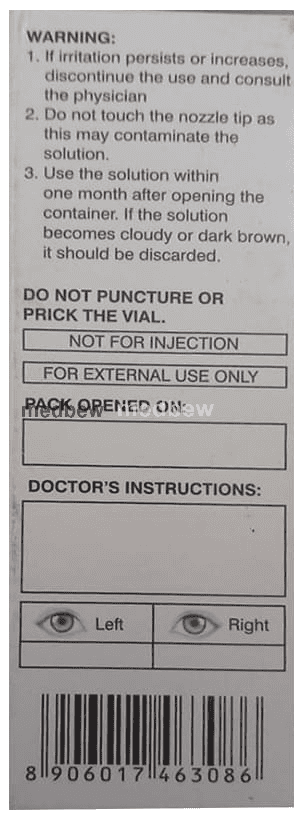 WARNING:
1. If irritation persists or increases,
discontinue the use and consult
the physician
2. Do not touch the nozzle tip as
this may contaminate the
solution.
3. Use the solution within
one month after opening the
container. If the solution
becomes cloudy or dark brown,
it should be discarded.
DO NOT PUNCTURE OR
PRICK THE VIAL.
NOT FOR INJECTION
FOR EXTERNAL USE ONLY
PACK OPENED ON:
medbew medsew
DOCTOR'S INSTRUCTIONS:
Left Right
8 906017 463086